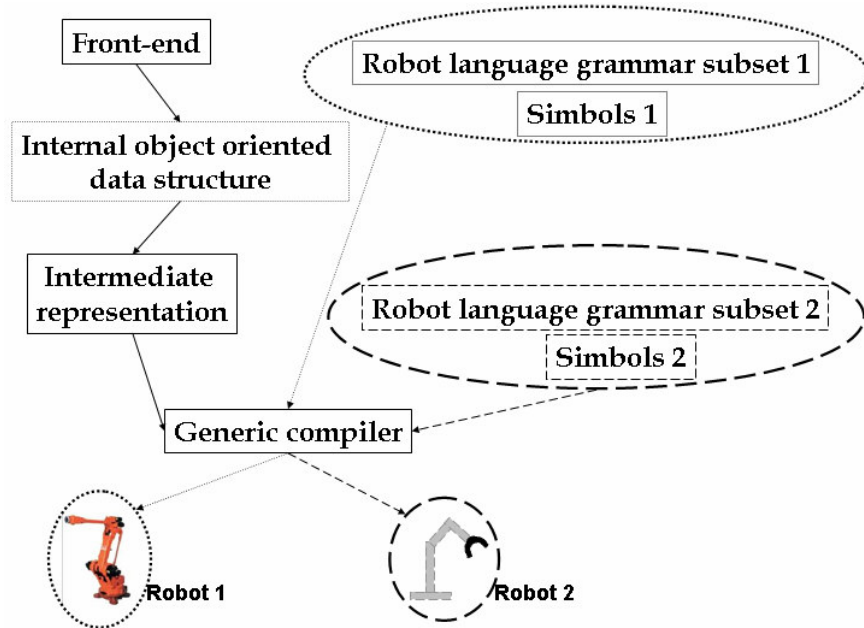 Front-end
Robot language grammar subset 1
Simbols 1
Internal object oriented
data structure
Intermediate
representation
Robot language grammar subset 2
Simbols 2
Generic compiler
Robot 1
Robot 2